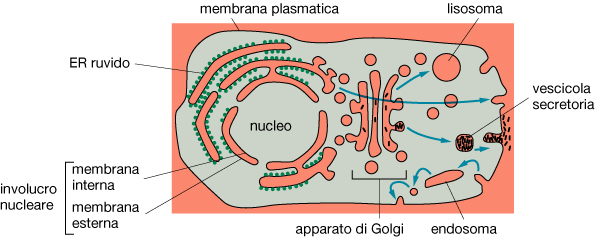 membrana plasmatica
lisosoma
ER ruvido
vescicola
secretoria
nucleo
involucro
nucleare
membrana
interna
membrana
esterna
apparato di Golgi
endosoma